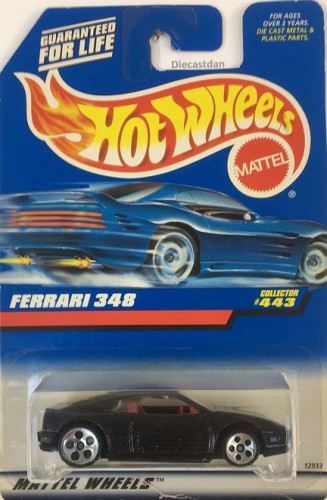 GUARANTEED
FOR LIFE
FOR AGES
OVER 3 YEARS.
DIE CAST METAL &
PLASTIC PARTS.
Diecastdan
HOT WHEELS
MATTEL
®
FERRARI 348
COLLECTOR
#443
12933
MATTEL WHEELS™